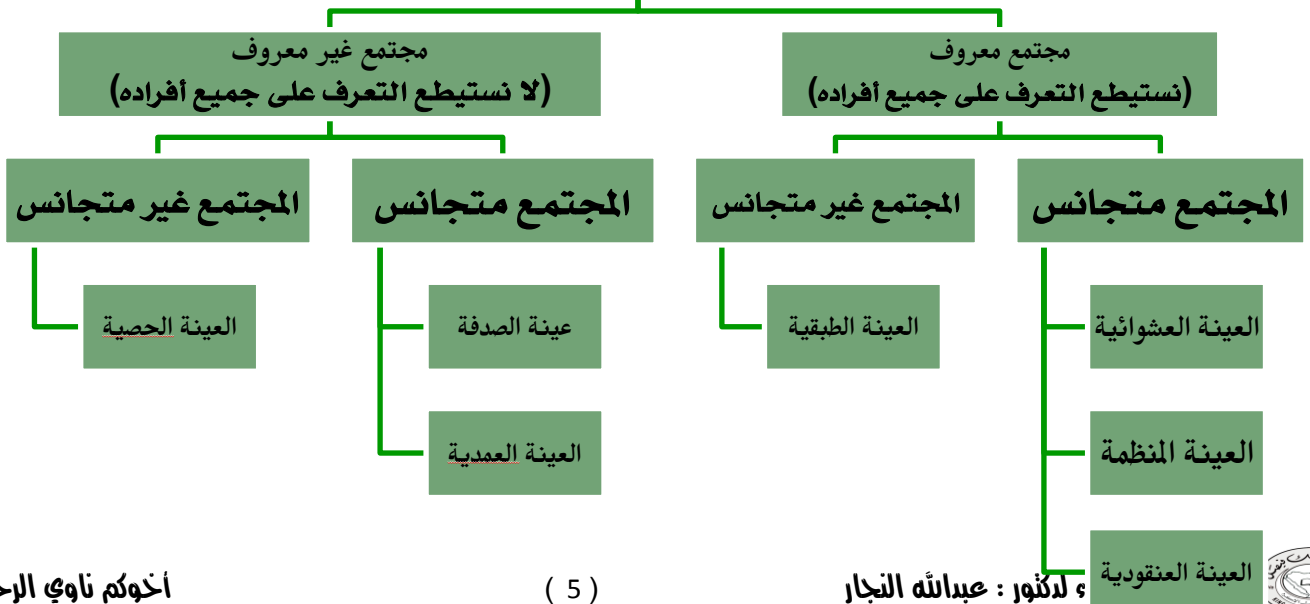 مجتمع معروف
(نستيطع التعرف على جميع أفراده)
مجتمع غير معروف
(لا نستيطع التعرف على جميع أفراده)
المجتمع متجانس
المجتمع غير متجانس
المجتمع متجانس
المجتمع غير متجانس
العينة العشوائية
العينة الطبقية
عينة الصدفة
العينة الحصية
العينة المنظمة
العينة العمدية
العينة العنقودية
ء لدكتور : عبدالله النجار
( 5 )
أخوكم ناوي